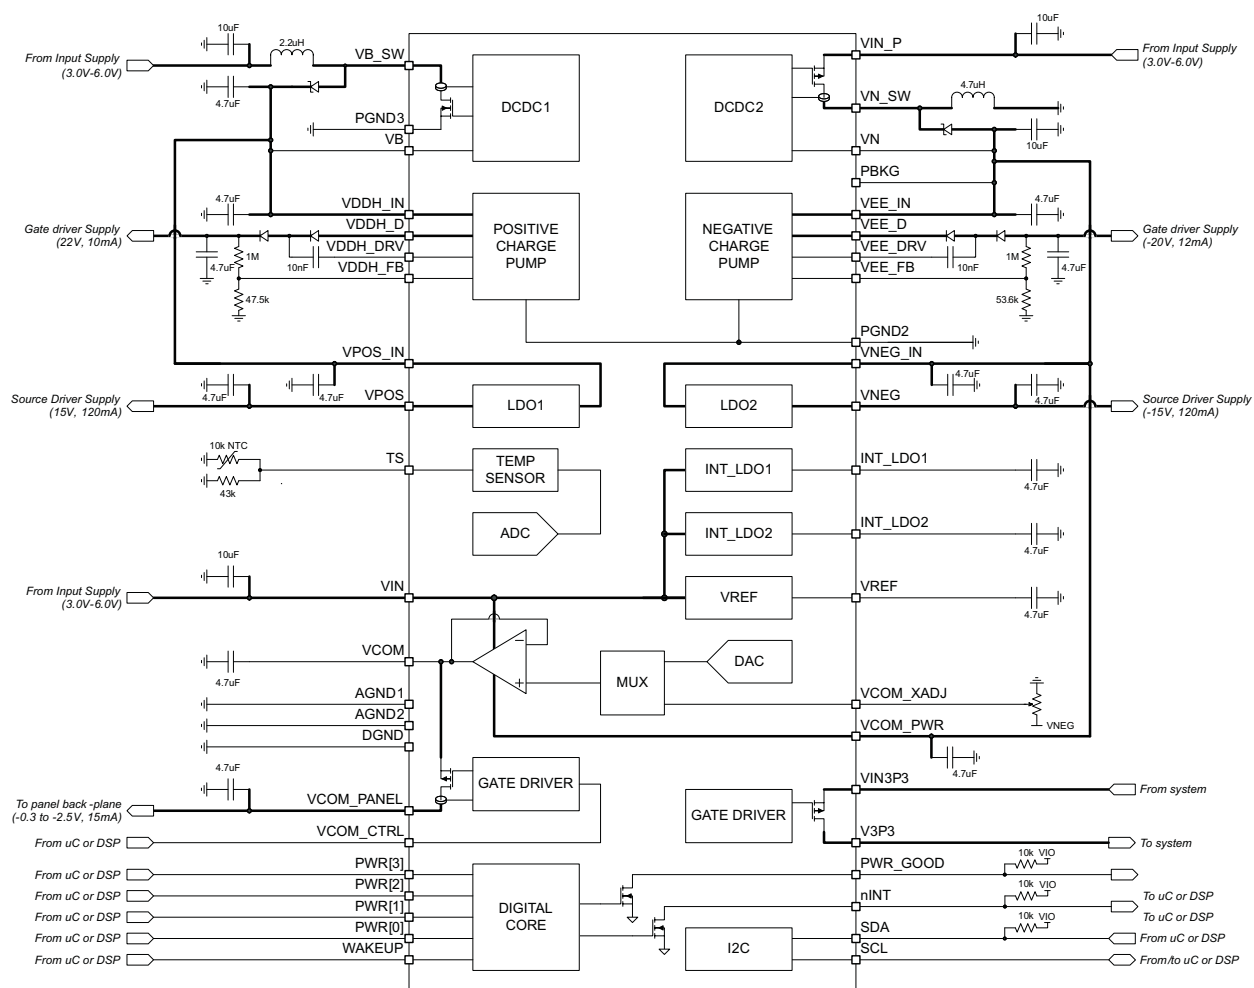 10uF
2.2uH
VB_SW
From Input Supply
(3.0V-6.0V)
4.7uF
PGND3
VB
DCDC1
DCDC2
VIN_P
10uF
From Input Supply
(3.0V-6.0V)
4.7uH
VN_SW
10uF
VN
PBKG
4.7uF
VDDH_IN
VDDH_D
VDDH_DRV
VDDH_FB
Gate driver Supply
(22V, 10mA)
4.7uF
1M
10nF
47.5k
POSITIVE
CHARGE
PUMP
NEGATIVE
CHARGE
PUMP
VEE_IN
VEE_D
VEE_DRV
VEE_FB
4.7uF
10nF
1M
4.7uF
53.6k
Gate driver Supply
(-20V, 12mA)
PGND2
VPOS_IN
VNEG_IN
4.7uF
4.7uF
4.7uF
4.7uF
Source Driver Supply
(15V, 120mA)
VPOS
LDO1
LDO2
VNEG
Source Driver Supply
(-15V, 120mA)
10k NTC
43k
TS
TEMP
SENSOR
ADC
INT_LDO1
INT_LDO1
4.7uF
INT_LDO2
INT_LDO2
4.7uF
10uF
From Input Supply
(3.0V-6.0V)
VIN
VREF
VREF
4.7uF
VCOM
4.7uF
−
+
MUX
DAC
AGND1
AGND2
DGND
VCOM_XADJ
VNEG
VCOM_PWR
4.7uF
4.7uF
GATE DRIVER
To panel back -plane
(-0.3 to -2.5V, 15mA)
VCOM_PANEL
VCOM_CTRL
From uC or DSP
GATE DRIVER
VIN3P3
From system
V3P3
To system
From uC or DSP
PWR[3]
From uC or DSP
PWR[2]
From uC or DSP
PWR[1]
From uC or DSP
PWR[0]
From uC or DSP
WAKEUP
DIGITAL
CORE
I2C
PWR_GOOD
10k VIO
nINT
10k VIO
To uC or DSP
To uC or DSP
SDA
10k VIO
From uC or DSP
SCL
From/to uC or DSP